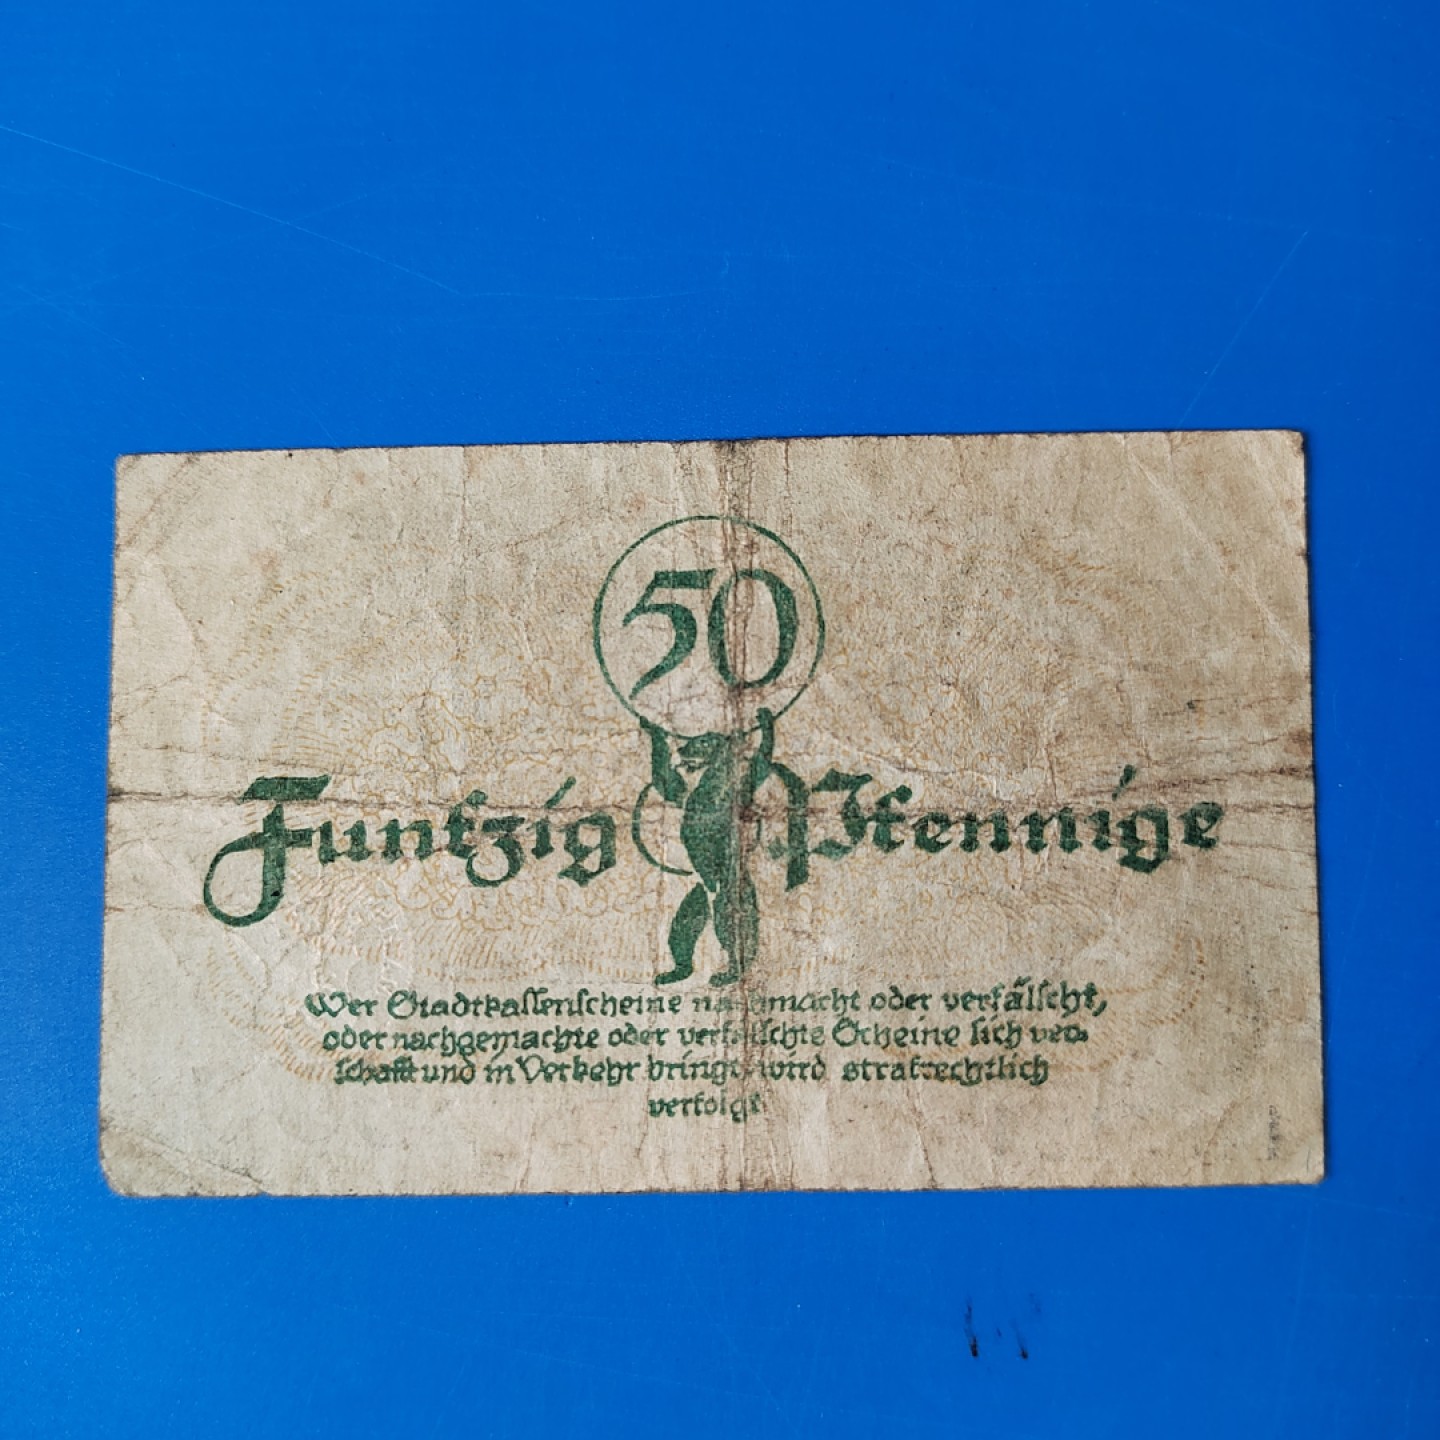 50
Funfzig Pfennige
Wer Stadtkassenscheine nachmacht oder verfälscht,
oder nachgemachte oder verfälschte Scheine sich ver-
schafft und in Verkehr bringt, wird strafrechtlich
verfolgt.